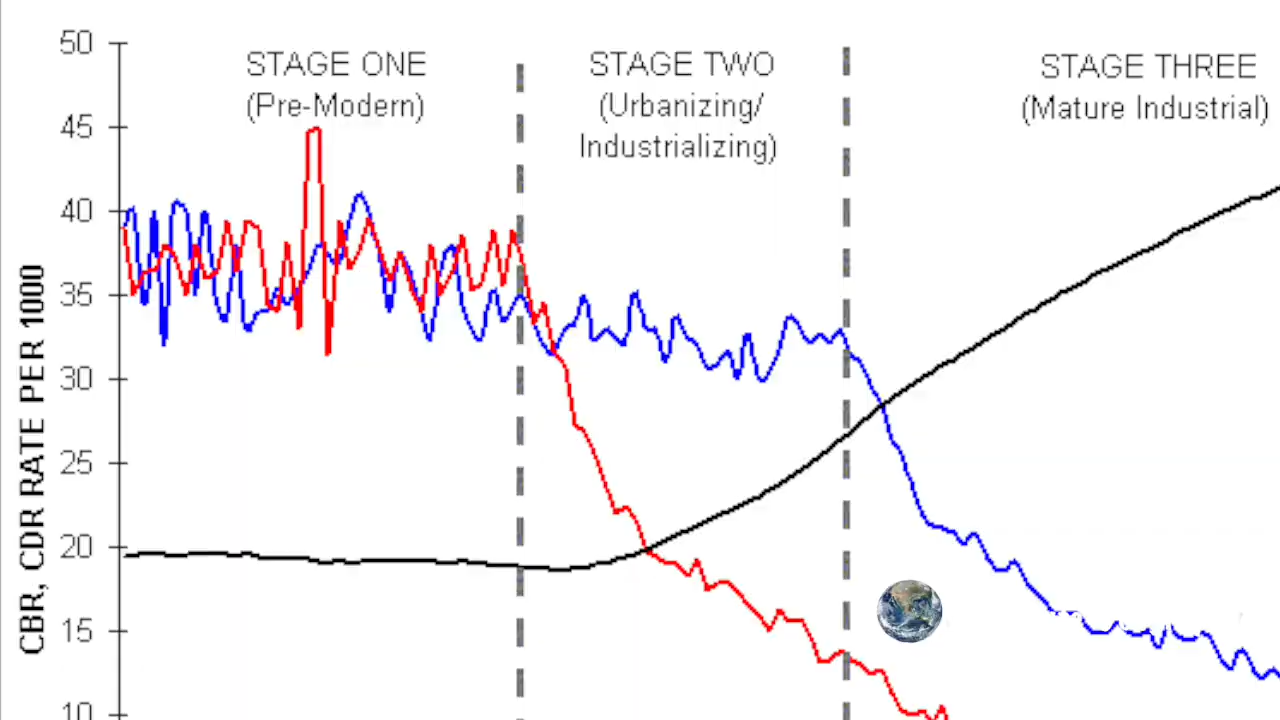 50
STAGE ONE
(Pre-Modern)
STAGE TWO
(Urbanizing/
Industrializing)
STAGE THREE
(Mature Industrial)
45
40
35
30
25
20
15
10
CBR, CDR RATE PER 1000